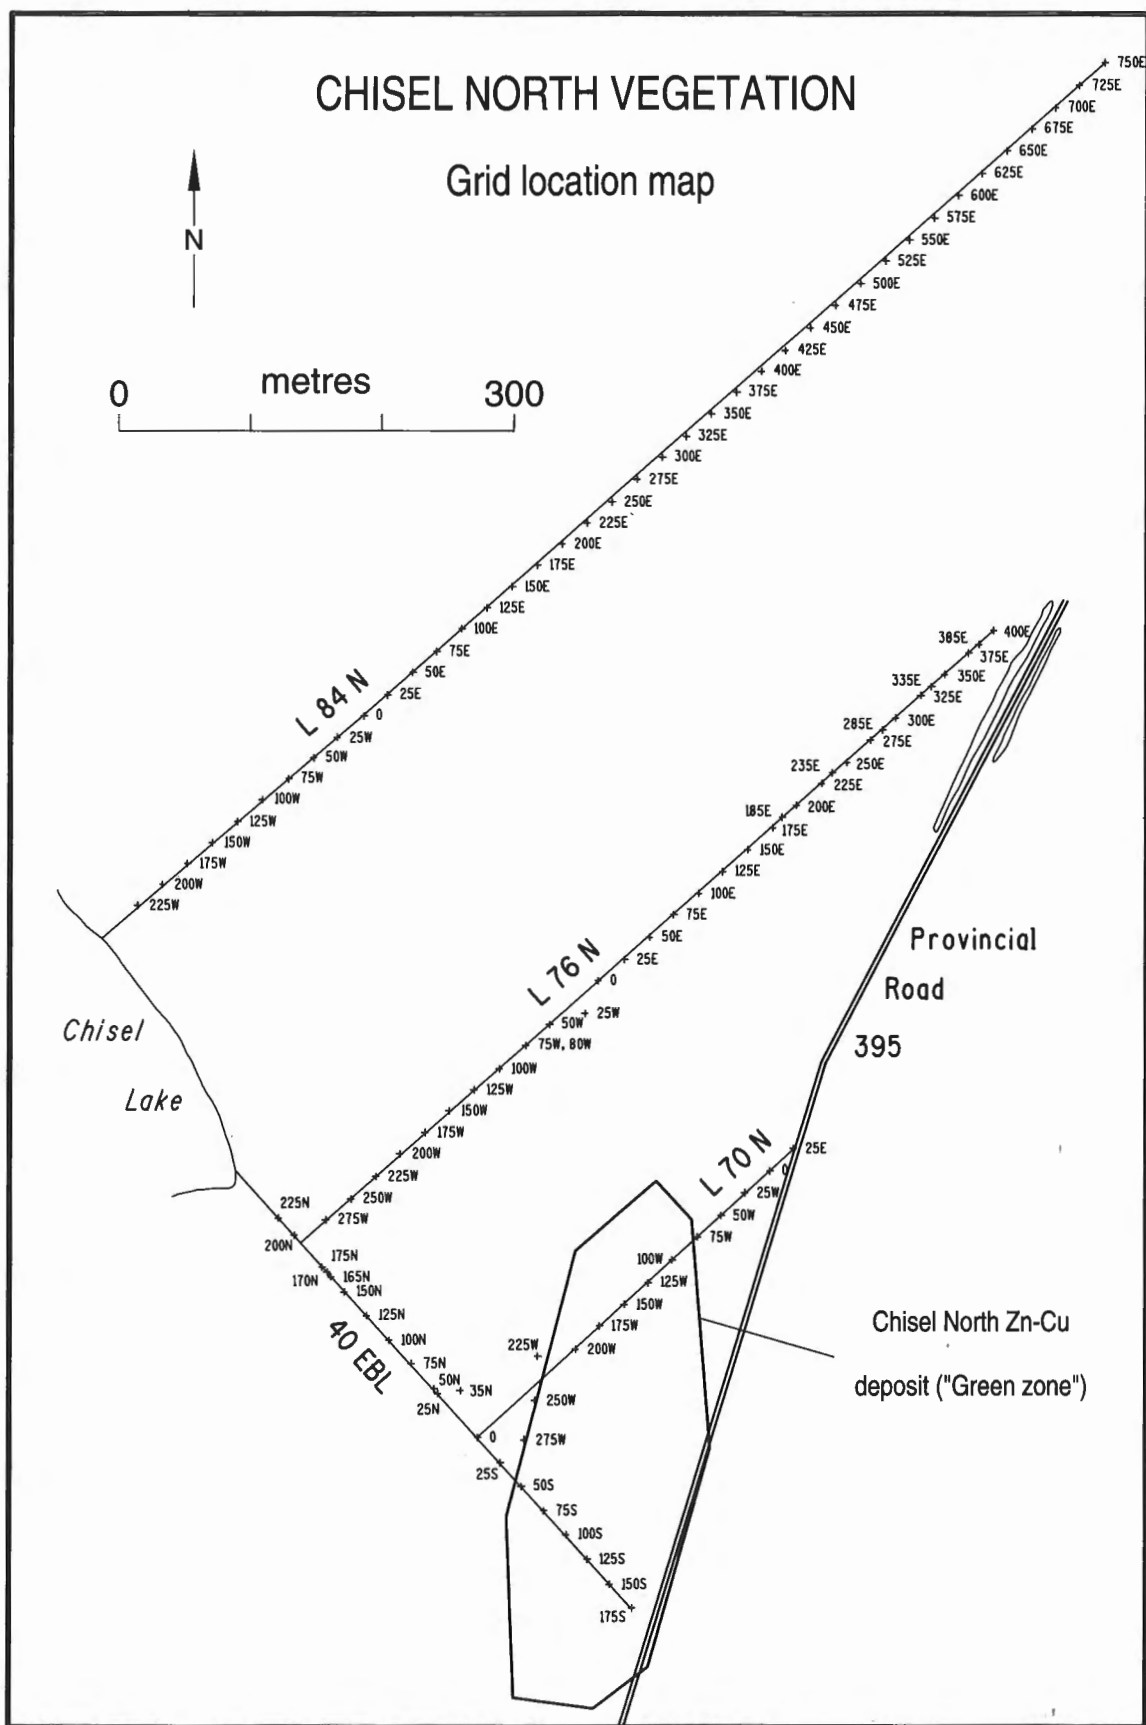 CHISEL NORTH VEGETATION
Grid location map
N
0 metres 300
L 84 N
750E
725E
700E
675E
650E
625E
600E
575E
550E
525E
500E
475E
450E
425E
400E
375E
350E
325E
300E
275E
250E
225E
200E
175E
150E
125E
100E
75E
50E
25E
0
25W
50W
75W
100W
125W
150W
175W
200W
225W
L 76 N
400E
385E
375E
350E
335E
325E
300E
285E
275E
250E
235E
225E
200E
185E
175E
150E
125E
100E
75E
50E
25E
0
25W
50W
75W, 80W
100W
125W
150W
175W
200W
225W
250W
275W
Provincial
Road
395
Chisel
Lake
L 70 N
25E
0
25W
50W
75W
100W
125W
150W
175W
200W
225W
250W
275W
40 EBL
225N
200N
175N
170N
165N
150N
125N
100N
75N
50N
35N
25N
0
25S
50S
75S
100S
125S
150S
175S
Chisel North Zn-Cu
deposit ("Green zone")